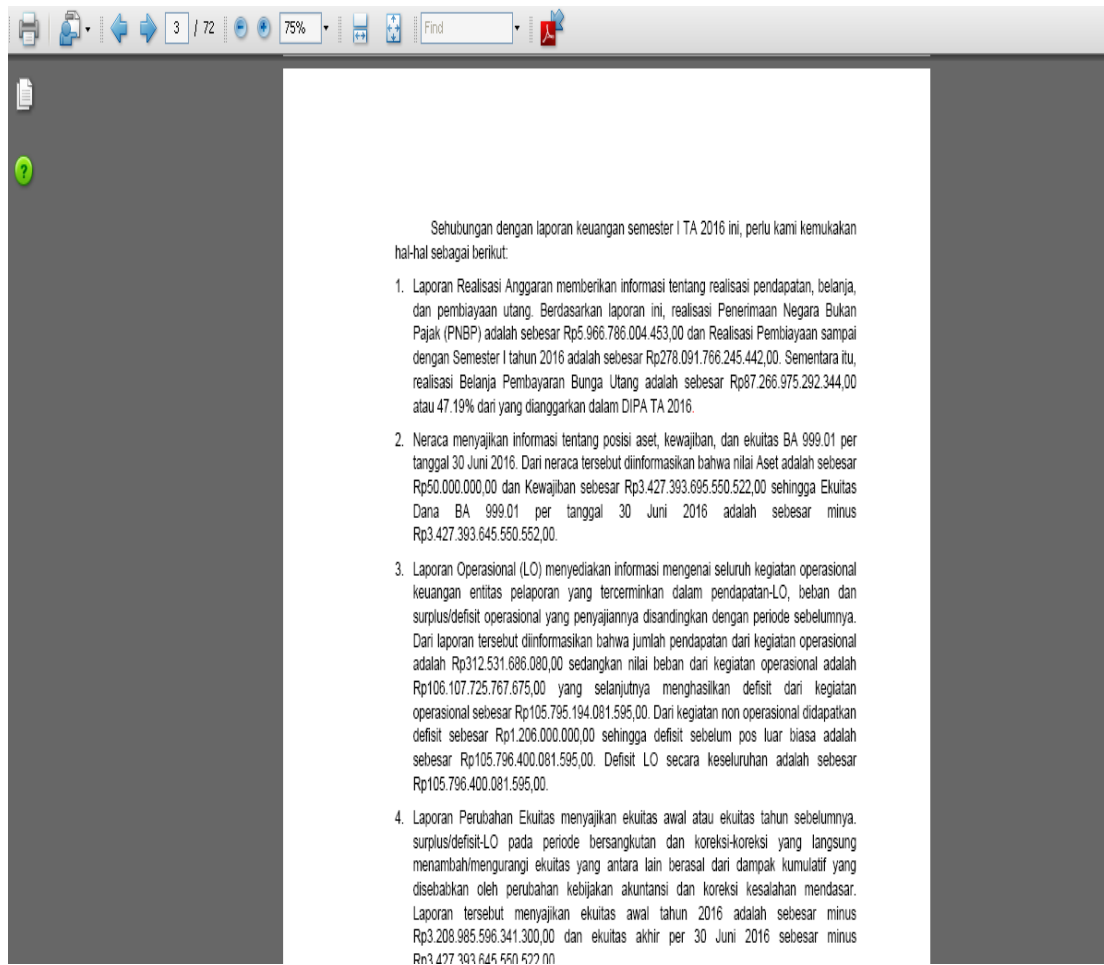 3 / 72 75% Find
Sehubungan dengan laporan keuangan semester I TA 2016 ini, perlu kami kemukakan
hal-hal sebagai berikut:
1. Laporan Realisasi Anggaran memberikan informasi tentang realisasi pendapatan, belanja,
dan pembiayaan utang. Berdasarkan laporan ini, realisasi Penerimaan Negara Bukan
Pajak (PNBP) adalah sebesar Rp5.966.786.004.453,00 dan Realisasi Pembiayaan sampai
dengan Semester I tahun 2016 adalah sebesar Rp278.091.766.245.442,00. Sementara itu,
realisasi Belanja Pembayaran Bunga Utang adalah sebesar Rp87.266.975.292.344,00
atau 47.19% dari yang dianggarkan dalam DIPA TA 2016.
2. Neraca menyajikan informasi tentang posisi aset, kewajiban, dan ekuitas BA 999.01 per
tanggal 30 Juni 2016. Dari neraca tersebut diinformasikan bahwa nilai Aset adalah sebesar
Rp50.000.000,00 dan Kewajiban sebesar Rp3.427.393.695.550.522,00 sehingga Ekuitas
Dana BA 999.01 per tanggal 30 Juni 2016 adalah sebesar minus
Rp3.427.393.645.550.552,00.
3. Laporan Operasional (LO) menyediakan informasi mengenai seluruh kegiatan operasional
keuangan entitas pelaporan yang tercerminkan dalam pendapatan-LO, beban dan
surplus/defisit operasional yang penyajiannya disandingkan dengan periode sebelumnya.
Dari laporan tersebut diinformasikan bahwa jumlah pendapatan dari kegiatan operasional
adalah Rp312.531.686.080,00 sedangkan nilai beban dari kegiatan operasional adalah
Rp106.107.725.767.675,00 yang selanjutnya menghasilkan defisit dari kegiatan
operasional sebesar Rp105.795.194.081.595,00. Dari kegiatan non operasional didapatkan
defisit sebesar Rp1.206.000.000,00 sehingga defisit sebelum pos luar biasa adalah
sebesar Rp105.796.400.081.595,00. Defisit LO secara keseluruhan adalah sebesar
Rp105.796.400.081.595,00.
4. Laporan Perubahan Ekuitas menyajikan ekuitas awal atau ekuitas tahun sebelumnya.
surplus/defisit-LO pada periode bersangkutan dan koreksi-koreksi yang langsung
menambah/mengurangi ekuitas yang antara lain berasal dari dampak kumulatif yang
disebabkan oleh perubahan kebijakan akuntansi dan koreksi kesalahan mendasar.
Laporan tersebut menyajikan ekuitas awal tahun 2016 adalah sebesar minus
Rp3.208.985.596.341.300,00 dan ekuitas akhir per 30 Juni 2016 sebesar minus
Rp3.427.393.645.550.522,00